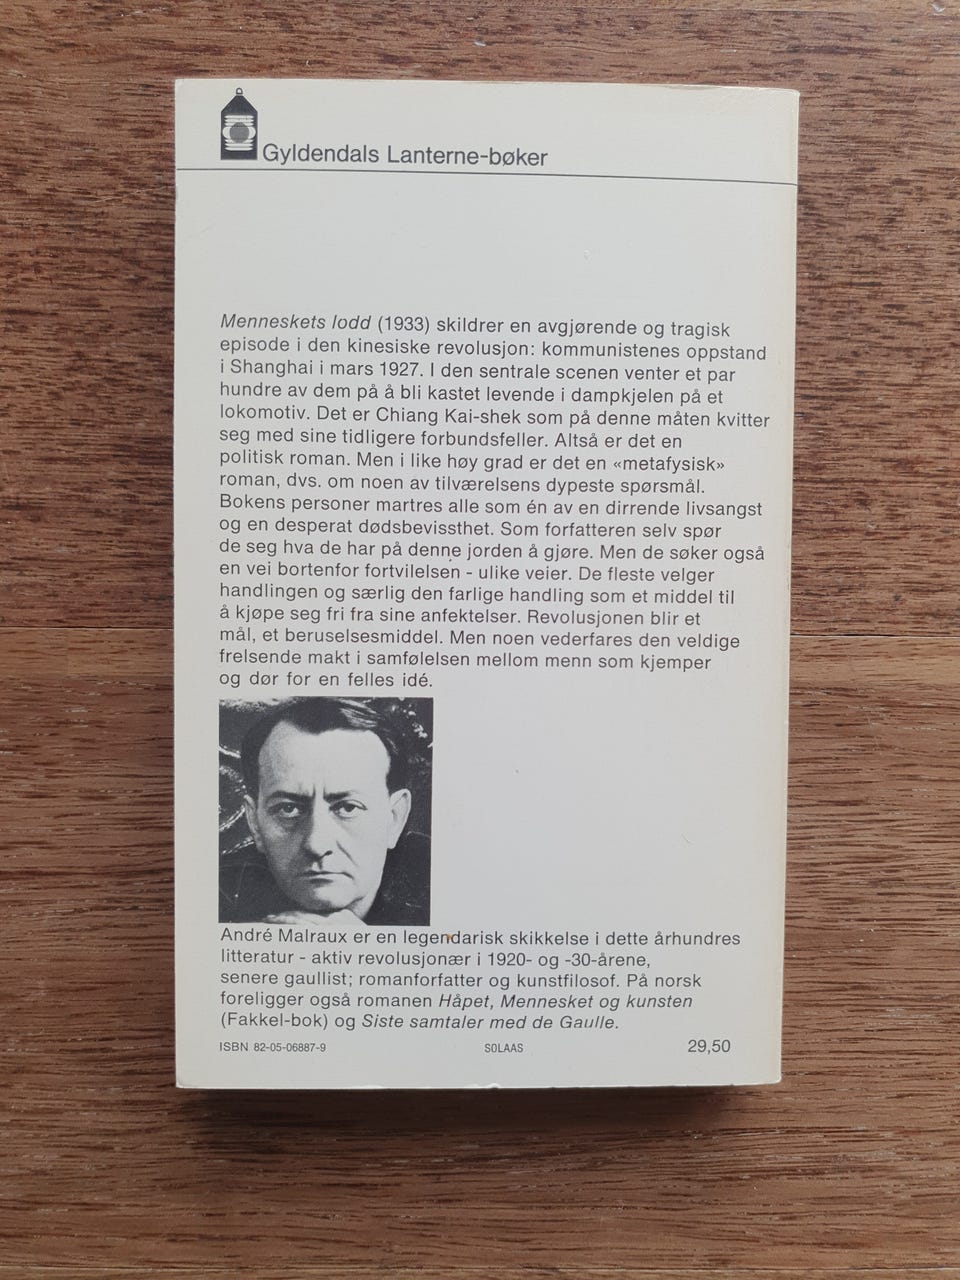 Gyldendals Lanterne-bøker
Menneskets lodd (1933) skildrer en avgjørende og tragisk
episode i den kinesiske revolusjon: kommunistenes oppstand
i Shanghai i mars 1927. I den sentrale scenen venter et par
hundre av dem på å bli kastet levende i dampkjelen på et
lokomotiv. Det er Chiang Kai-shek som på denne måten kvitter
seg med sine tidligere forbundsfeller. Altså er det en
politisk roman. Men i like høy grad er det en «metafysisk»
roman, dvs. om noen av tilværelsens dypeste spørsmål.
Bokens personer martres alle som én av en dirrende livsangst
og en desperat dødsbevissthet. Som forfatteren selv spør
de seg hva de har på denne jorden å gjøre. Men de søker også
en vei bortenfor fortvilelsen - ulike veier. De fleste velger
handlingen og særlig den farlige handling som et middel til
å kjøpe seg fri fra sine anfektelser. Revolusjonen blir et
mål, et beruselsesmiddel. Men noen vederfares den veldige
frelsende makt i samfølelsen mellom menn som kjemper
og dør for en felles idé.
André Malraux er en legendarisk skikkelse i dette århundres
litteratur - aktiv revolusjonær i 1920- og -30-årene,
senere gaullist; romanforfatter og kunstfilosof. På norsk
foreligger også romanen Håpet, Mennesket og kunsten
(Fakkel-bok) og Siste samtaler med de Gaulle.
ISBN 82-05-06887-9 SOLAAS 29,50